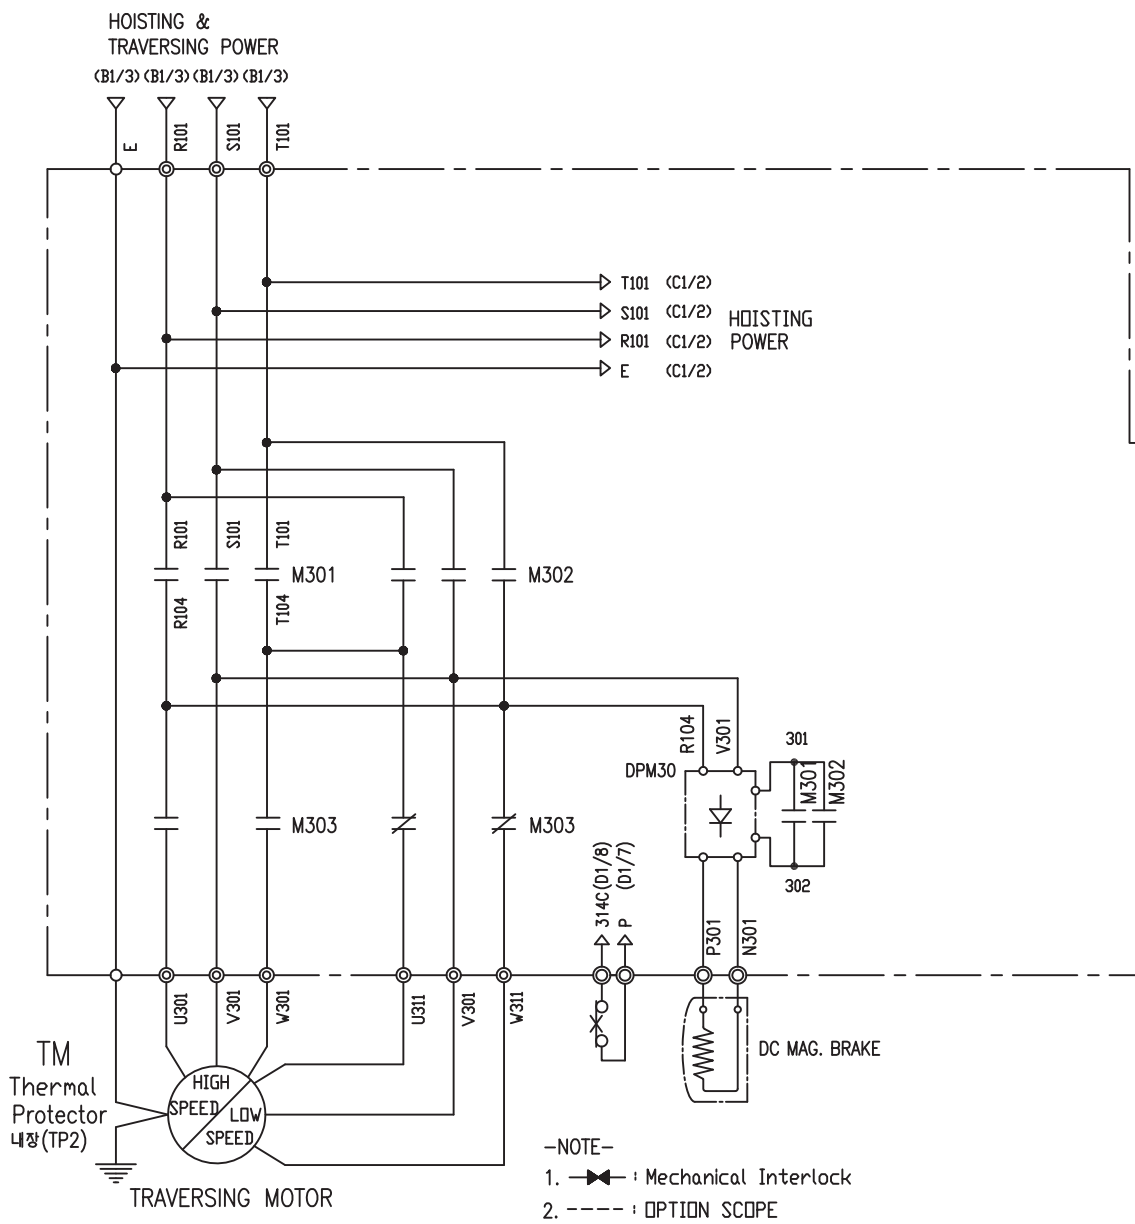 HOISTING &
TRAVERSING POWER
(B1/3) (B1/3) (B1/3) (B1/3)
E R101 S101 T101
T101 (C1/2)
S101 (C1/2)
R101 (C1/2)
E (C1/2)
HOISTING
POWER
R101 S101 T101
M301 M302
R104 T104
R104 V301
301
DPM30
M301 M302
M303 M303
302
314C(D1/8)
P (D1/7)
P301 N301
U301 V301 W301 U311 V301 W311
TM
Thermal
Protector
내장(TP2)
HIGH
SPEED
LOW
SPEED
DC MAG. BRAKE
TRAVERSING MOTOR
-NOTE-
1. : Mechanical Interlock
2. ----- : OPTION SCOPE